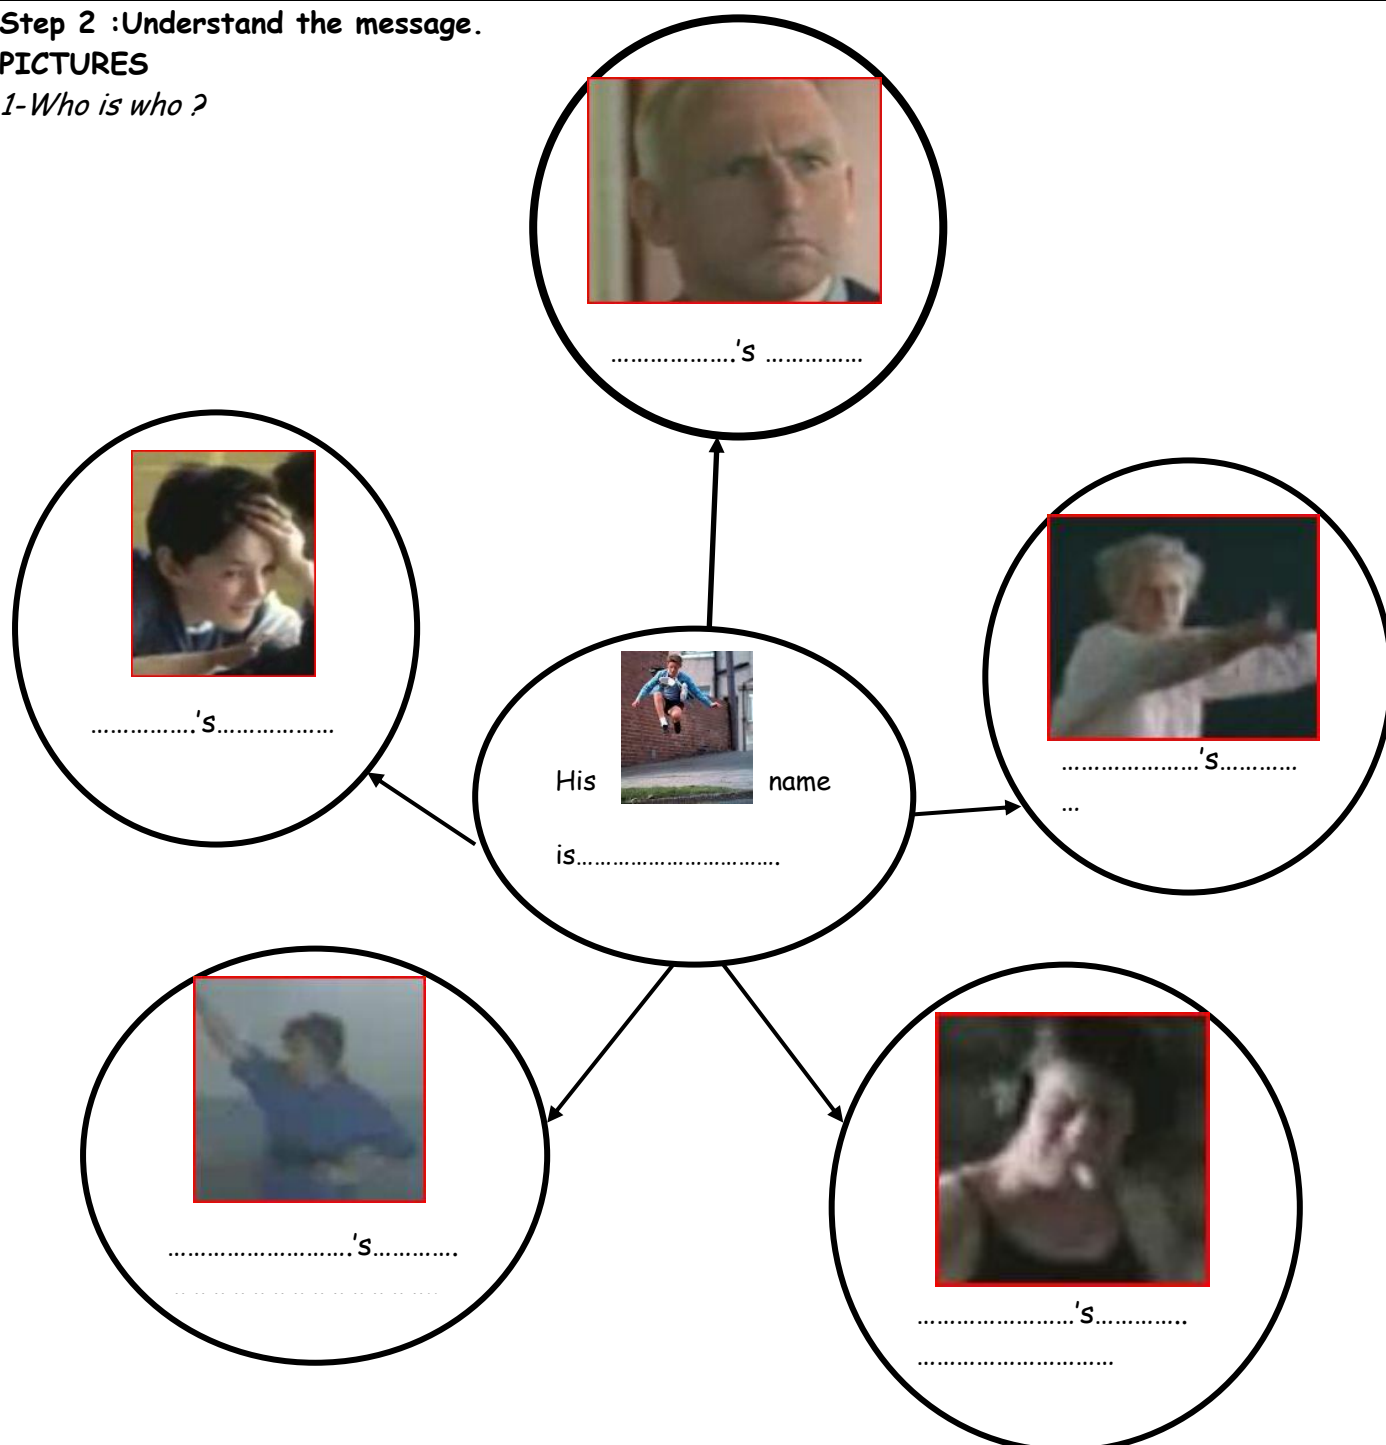 Step 2 :Understand the message.
PICTURES
1-Who is who ?
……………….'s ……………
…………….'s………………
…………………'s…………
…
His name
is………………………….
……………………….'s………….
……………………'s…………..
…………………………